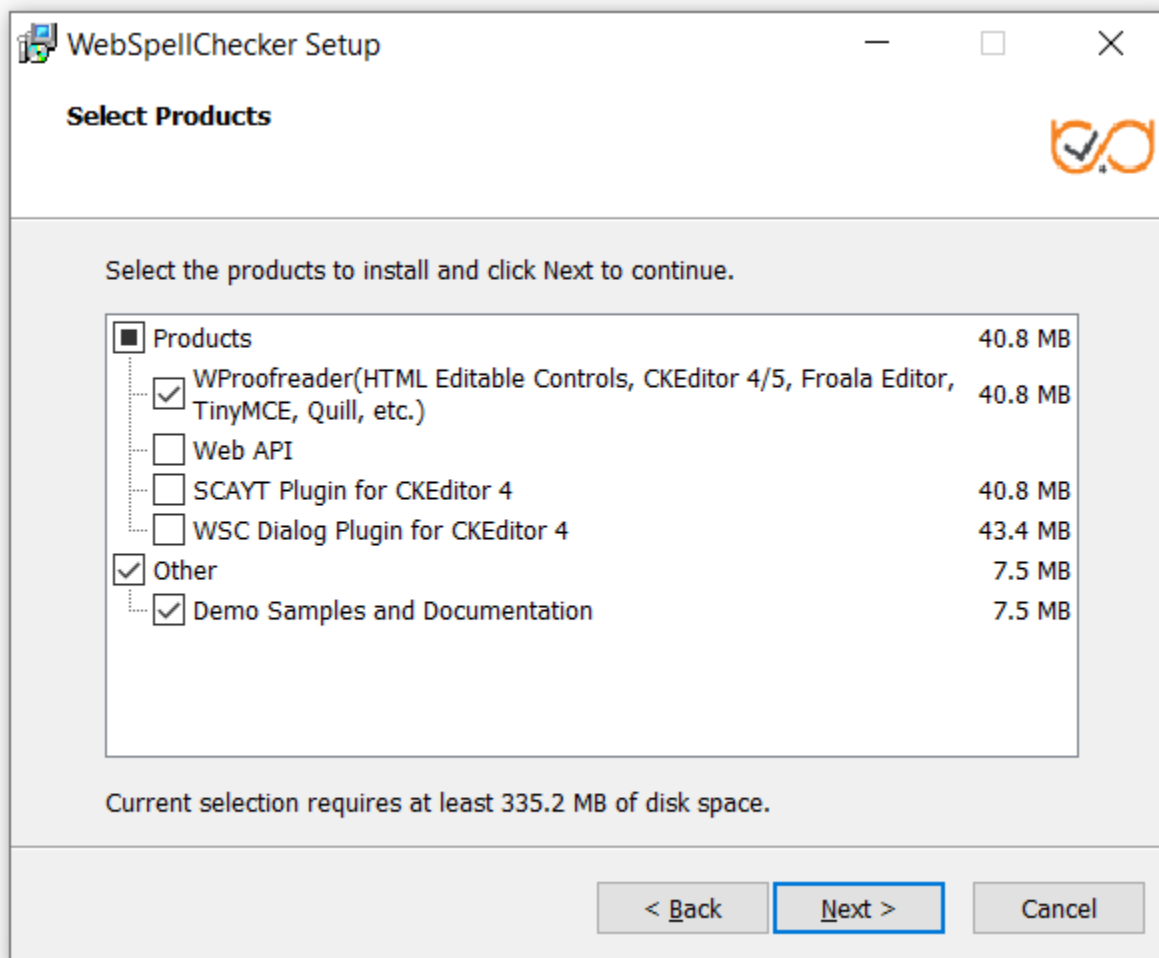 WebSpellChecker Setup
Select Products
Select the products to install and click Next to continue.
Products 40.8 MB
WProofreader(HTML Editable Controls, CKEditor 4/5, Froala Editor,
TinyMCE, Quill, etc.) 40.8 MB
Web API
SCAYT Plugin for CKEditor 4 40.8 MB
WSC Dialog Plugin for CKEditor 4 43.4 MB
Other 7.5 MB
Demo Samples and Documentation 7.5 MB
Current selection requires at least 335.2 MB of disk space.
< Back Next > Cancel